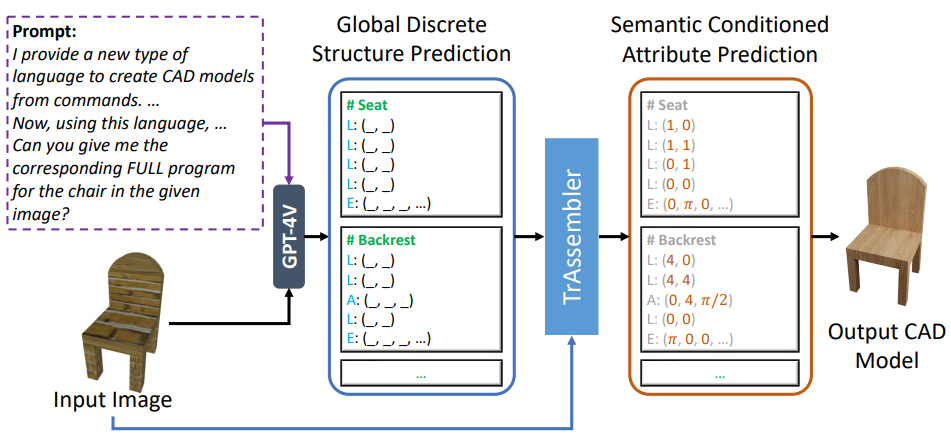 Prompt:
I provide a new type of
language to create CAD models
from commands. ...
Now, using this language, ...
Can you give me the
corresponding FULL program
for the chair in the given
image?
Input Image
GPT-4V
Global Discrete
Structure Prediction
# Seat
L: (_, _)
L: (_, _)
L: (_, _)
L: (_, _)
E: (_, _, _, ...)
# Backrest
L: (_, _)
L: (_, _)
A: (_, _, _)
L: (_, _)
E: (_, _, _, ...)
...
TrAssembler
Semantic Conditioned
Attribute Prediction
# Seat
L: (1, 0)
L: (1, 1)
L: (0, 1)
L: (0, 0)
E: (0, π, 0, ...)
# Backrest
L: (4, 0)
L: (4, 4)
A: (0, 4, π/2)
L: (0, 0)
E: (π, 0, 0, ...)
...
Output CAD
Model